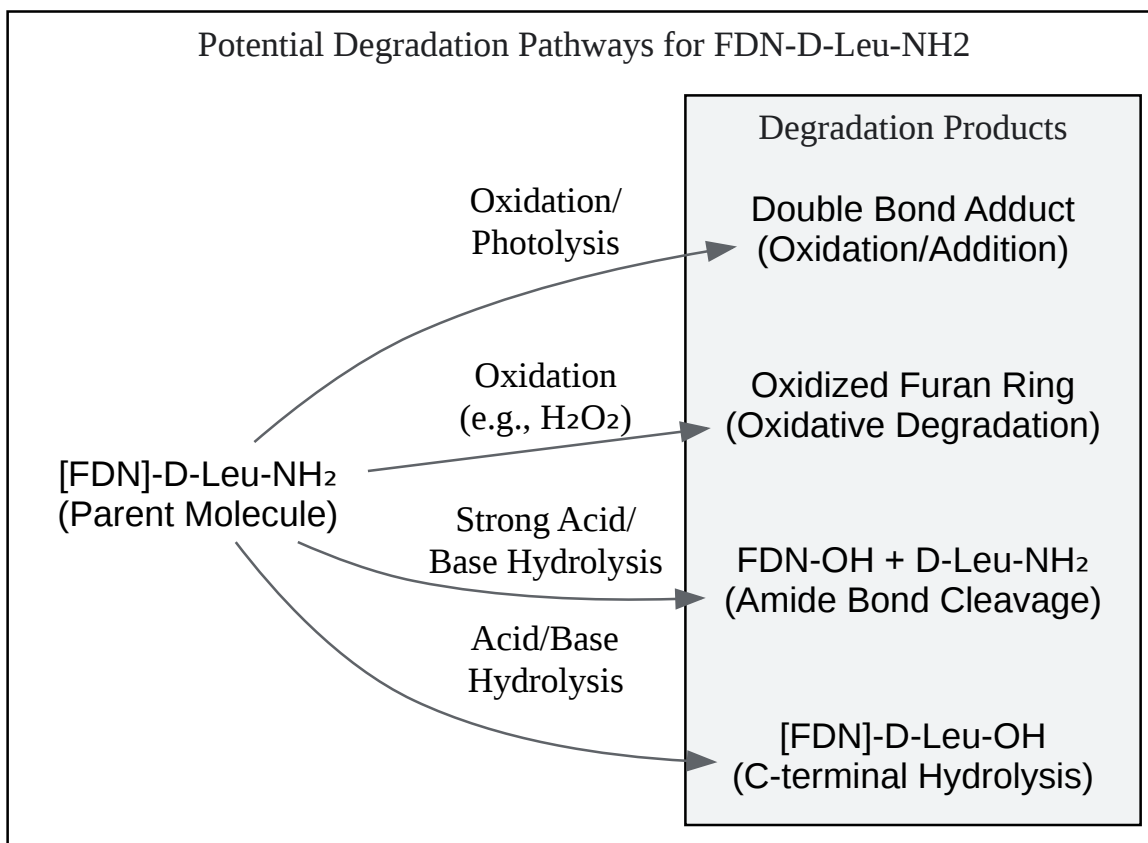 Potential Degradation Pathways for FDN-D-Leu-NH2
Degradation Products
Oxidation/
Photolysis
Double Bond Adduct
(Oxidation/Addition)
Oxidation
(e.g., H₂O₂)
Oxidized Furan Ring
(Oxidative Degradation)
[FDN]-D-Leu-NH₂
(Parent Molecule)
Strong Acid/
Base Hydrolysis
FDN-OH + D-Leu-NH₂
(Amide Bond Cleavage)
Acid/Base
Hydrolysis
[FDN]-D-Leu-OH
(C-terminal Hydrolysis)